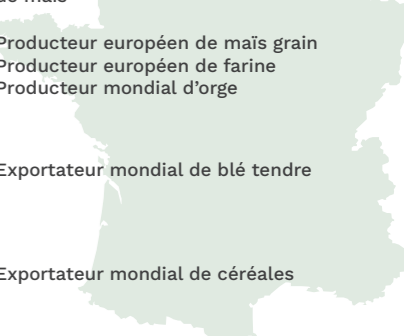 de maïs
Producteur européen de maïs grain
Producteur européen de farine
Producteur mondial d'orge
Exportateur mondial de blé tendre
Exportateur mondial de céréales